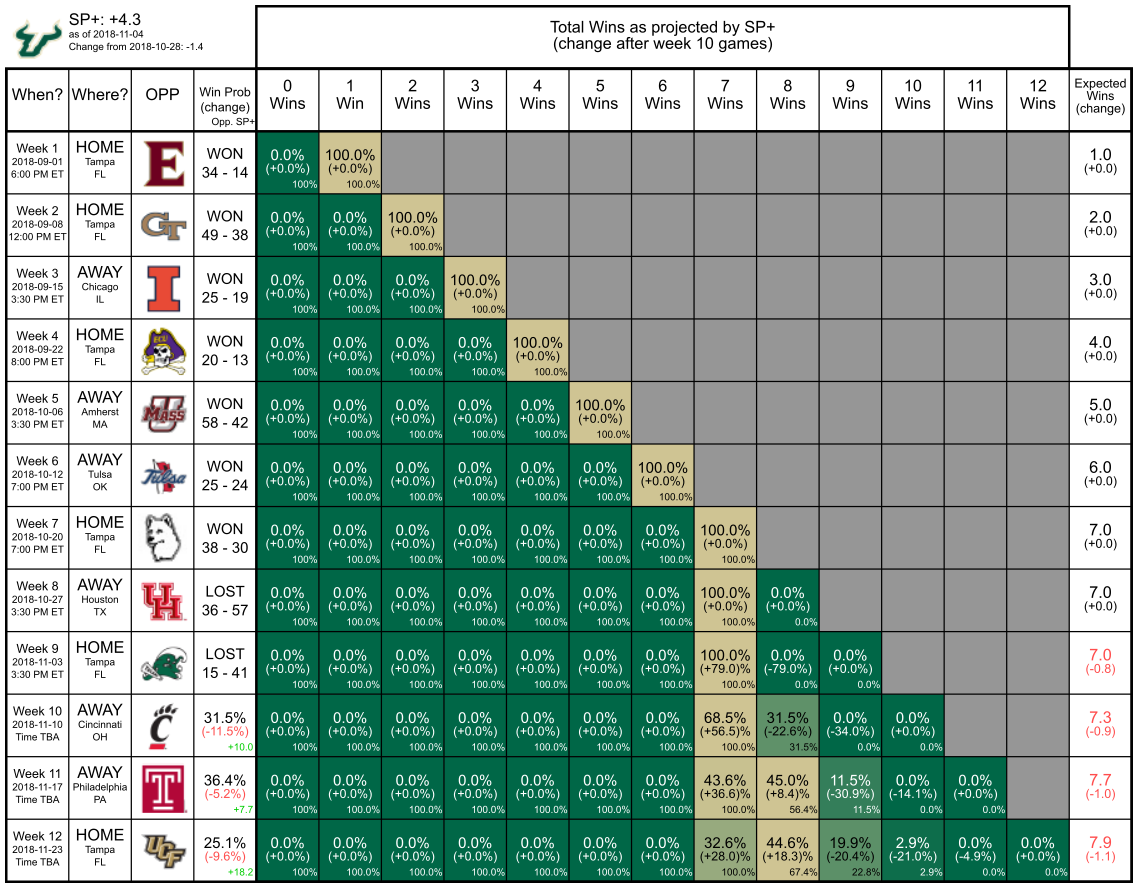 SP+: +4.3
as of 2018-11-04
Change from 2018-10-28: -1.4
Total Wins as projected by SP+
(change after week 10 games)
When? Where? OPP Win Prob (change) Opp. SP+ 0 Wins 1 Win 2 Wins 3 Wins 4 Wins 5 Wins 6 Wins 7 Wins 8 Wins 9 Wins 10 Wins 11 Wins 12 Wins Expected Wins (change)
Week 1 HOME E WON 0.0% 100.0% 1.0
2018-09-01 Tampa 34 - 14 (+0.0%) (+0.0%) (+0.0)
6:00 PM ET FL 100% 100.0%
Week 2 HOME GT WON 0.0% 0.0% 100.0% 2.0
2018-09-08 Tampa 49 - 38 (+0.0%) (+0.0%) (+0.0%) (+0.0)
12:00 PM ET FL 100% 100.0% 100.0%
Week 3 AWAY I WON 0.0% 0.0% 0.0% 100.0% 3.0
2018-09-15 Chicago 25 - 19 (+0.0%) (+0.0%) (+0.0%) (+0.0%) (+0.0)
3:30 PM ET IL 100% 100.0% 100.0% 100.0%
Week 4 HOME ECU WON 0.0% 0.0% 0.0% 0.0% 100.0% 4.0
2018-09-22 Tampa 20 - 13 (+0.0%) (+0.0%) (+0.0%) (+0.0%) (+0.0%) (+0.0)
8:00 PM ET FL 100% 100.0% 100.0% 100.0% 100.0%
Week 5 AWAY MASS WON 0.0% 0.0% 0.0% 0.0% 0.0% 100.0% 5.0
2018-10-06 Amherst 58 - 42 (+0.0%) (+0.0%) (+0.0%) (+0.0%) (+0.0%) (+0.0%) (+0.0)
3:30 PM ET MA 100% 100.0% 100.0% 100.0% 100.0% 100.0%
Week 6 AWAY Tulsa WON 0.0% 0.0% 0.0% 0.0% 0.0% 0.0% 100.0% 6.0
2018-10-12 Tulsa 25 - 24 (+0.0%) (+0.0%) (+0.0%) (+0.0%) (+0.0%) (+0.0%) (+0.0%) (+0.0)
7:00 PM ET OK 100% 100.0% 100.0% 100.0% 100.0% 100.0% 100.0%
Week 7 HOME WON 0.0% 0.0% 0.0% 0.0% 0.0% 0.0% 0.0% 100.0% 7.0
2018-10-20 Tampa 38 - 30 (+0.0%) (+0.0%) (+0.0%) (+0.0%) (+0.0%) (+0.0%) (+0.0%) (+0.0%) (+0.0)
7:00 PM ET FL 100% 100.0% 100.0% 100.0% 100.0% 100.0% 100.0% 100.0%
Week 8 AWAY UH LOST 0.0% 0.0% 0.0% 0.0% 0.0% 0.0% 0.0% 100.0% 0.0% 7.0
2018-10-27 Houston 36 - 57 (+0.0%) (+0.0%) (+0.0%) (+0.0%) (+0.0%) (+0.0%) (+0.0%) (+0.0%) (+0.0%) (+0.0)
3:30 PM ET TX 100% 100.0% 100.0% 100.0% 100.0% 100.0% 100.0% 100.0% 0.0%
Week 9 HOME LOST 0.0% 0.0% 0.0% 0.0% 0.0% 0.0% 0.0% 100.0% 0.0% 0.0% 7.0
2018-11-03 Tampa 15 - 41 (+0.0%) (+0.0%) (+0.0%) (+0.0%) (+0.0%) (+0.0%) (+0.0%) (+79.0)% (-79.0%) (+0.0%) (-0.8)
3:30 PM ET FL 100% 100.0% 100.0% 100.0% 100.0% 100.0% 100.0% 100.0% 0.0% 0.0%
Week 10 AWAY C 31.5% 0.0% 0.0% 0.0% 0.0% 0.0% 0.0% 0.0% 68.5% 31.5% 0.0% 0.0% 7.3
2018-11-10 Cincinnati (-11.5%) (+0.0%) (+0.0%) (+0.0%) (+0.0%) (+0.0%) (+0.0%) (+0.0%) (+56.5)% (-22.6%) (-34.0%) (+0.0%) (-0.9)
Time TBA OH +10.0 100% 100.0% 100.0% 100.0% 100.0% 100.0% 100.0% 100.0% 31.5% 0.0% 0.0%
Week 11 AWAY T 36.4% 0.0% 0.0% 0.0% 0.0% 0.0% 0.0% 0.0% 43.6% 45.0% 11.5% 0.0% 0.0% 7.7
2018-11-17 Philadelphia (-5.2%) (+0.0%) (+0.0%) (+0.0%) (+0.0%) (+0.0%) (+0.0%) (+0.0%) (+36.6)% (+8.4)% (-30.9%) (-14.1%) (+0.0%) (-1.0)
Time TBA PA +7.7 100% 100.0% 100.0% 100.0% 100.0% 100.0% 100.0% 100.0% 56.4% 11.5% 0.0% 0.0%
Week 12 HOME UCF 25.1% 0.0% 0.0% 0.0% 0.0% 0.0% 0.0% 0.0% 32.6% 44.6% 19.9% 2.9% 0.0% 0.0% 7.9
2018-11-23 Tampa (-9.6%) (+0.0%) (+0.0%) (+0.0%) (+0.0%) (+0.0%) (+0.0%) (+0.0%) (+28.0)% (+18.3)% (-20.4%) (-21.0%) (-4.9%) (+0.0%) (-1.1)
Time TBA FL +18.2 100% 100.0% 100.0% 100.0% 100.0% 100.0% 100.0% 100.0% 67.4% 22.8% 2.9% 0.0% 0.0%